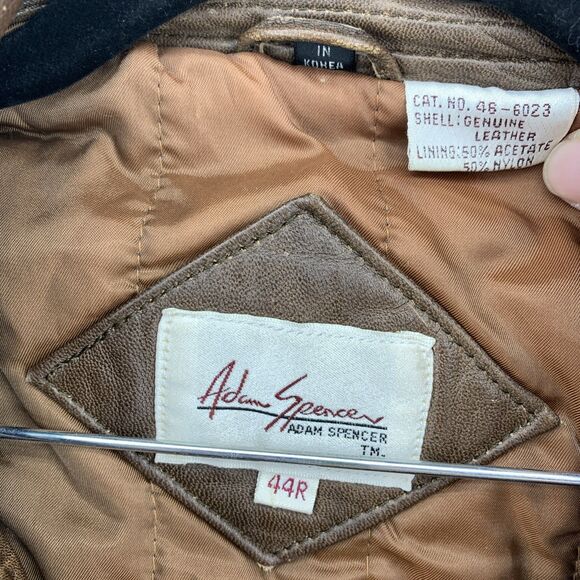 IN
KOREA
CAT. NO. 46-6023
SHELL: GENUINE
LEATHER
LINING: 50% ACETATE
50% NYLON
Adam Spencer
ADAM SPENCER
TM.
44R